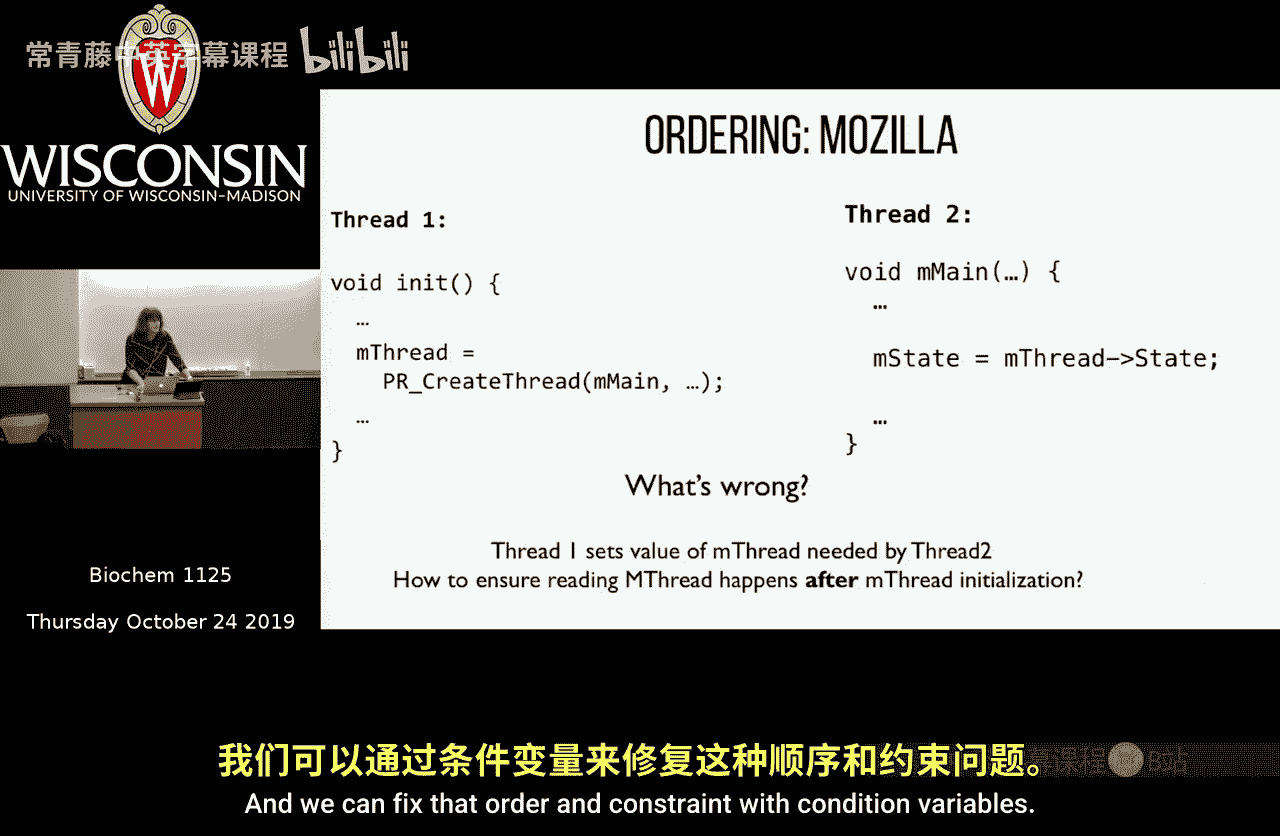 常青藤中英字幕课程 bilibili
W
WISCONSIN
UNIVERSITY OF WISCONSIN-MADISON
ORDERING: MOZILLA
Thread 1:
void init() {
…
mThread =
PR_CreateThread(mMain, …);
…
}
Thread 2:
void mMain(…) {
…
mState = mThread->State;
…
}
What's wrong?
Thread 1 sets value of mThread needed by Thread2
How to ensure reading MThread happens after mThread initialization?
Biochem 1125
Thursday October 24 2019
我们可以通过条件变量来修复这种顺序和约束问题。
And we can fix that order and constraint with condition variables.